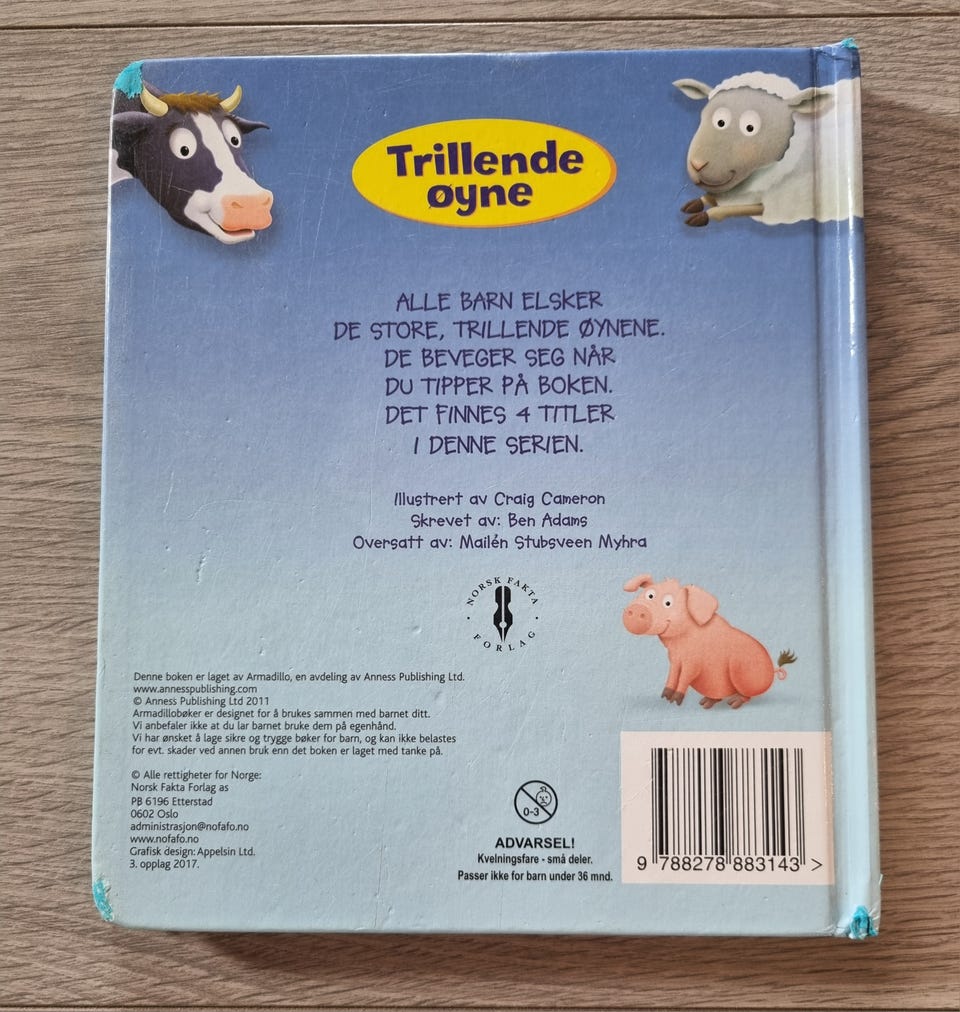 Trillende
øyne
ALLE BARN ELSKER
DE STORE, TRILLENDE ØYNENE.
DE BEVEGER SEG NÅR
DU TIPPER PÅ BOKEN.
DET FINNES 4 TITLER
I DENNE SERIEN.
Illustrert av Craig Cameron
Skrevet av: Ben Adams
Oversatt av: Mailén Stubsveen Myhra
NORSK FAKTA
FORLAG
Denne boken er laget av Armadillo, en avdeling av Anness Publishing Ltd.
www.annesspublishing.com
© Anness Publishing Ltd 2011
Armadillobøker er designet for å brukes sammen med barnet ditt.
Vi anbefaler ikke at du lar barnet bruke dem på egenhånd.
Vi har ønsket å lage sikre og trygge bøker for barn, og kan ikke belastes
for evt. skader ved annen bruk enn det boken er laget med tanke på.
© Alle rettigheter for Norge:
Norsk Fakta Forlag as
PB 6196 Etterstad
0602 Oslo
administrasjon@nofafo.no
www.nofafo.no
Grafisk design: Appelsin Ltd.
3. opplag 2017.
0-3
ADVARSEL!
Kvelningsfare - små deler.
Passer ikke for barn under 36 mnd.
9 788278 883143 >